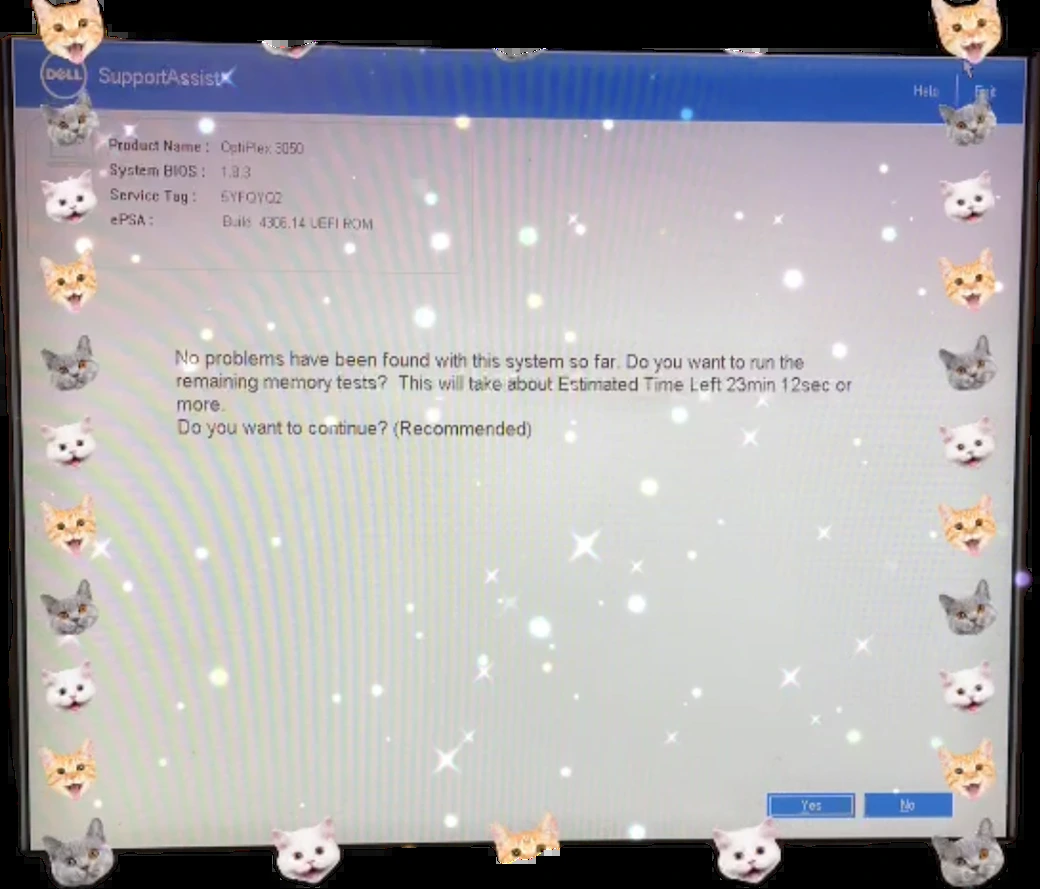 DELL SupportAssist
Help Exit
Product Name : OptiPlex 3050
System BIOS : 1.8.3
Service Tag :
ePSA : Build 4306.14 UEFI ROM
No problems have been found with this system so far. Do you want to run the
remaining memory tests? This will take about Estimated Time Left 23min 12sec or
more.
Do you want to continue? (Recommended)
Yes No